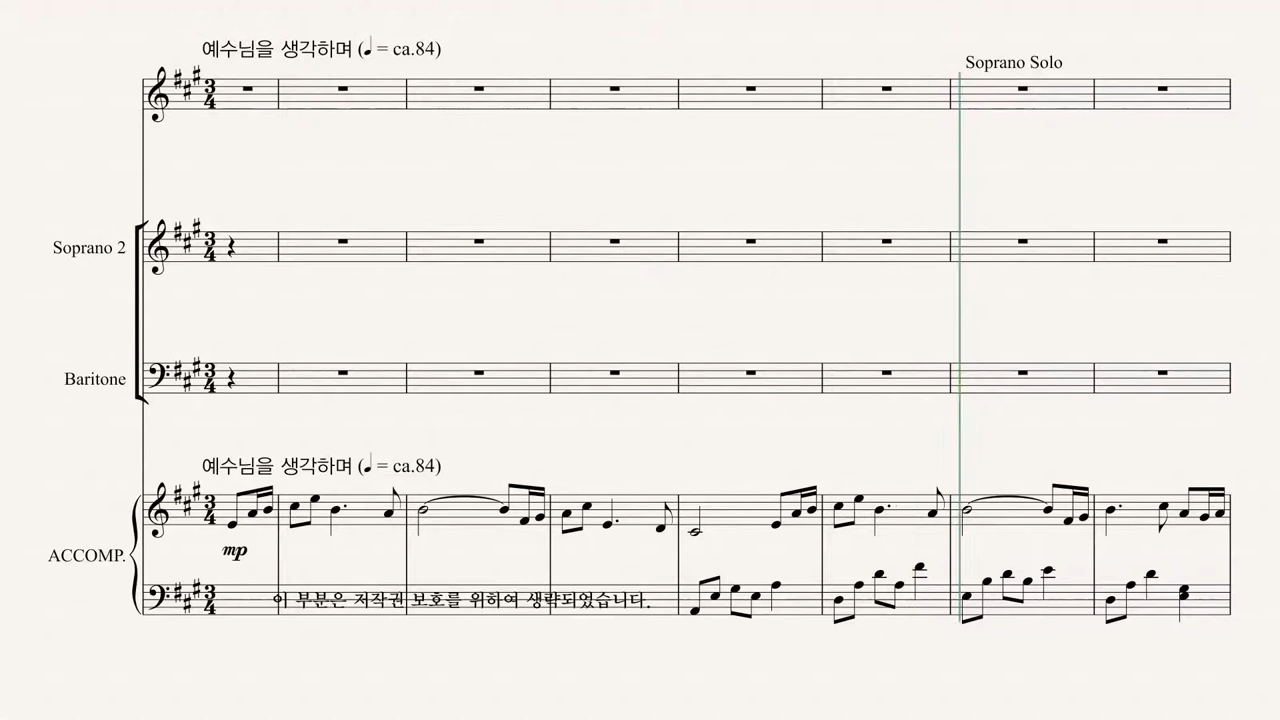 예수님을 생각하며 (♩ = ca.84)
Soprano Solo
Soprano 2
Baritone
예수님을 생각하며 (♩ = ca.84)
mp
ACCOMP.
이 부분은 저작권 보호를 위하여 생략되었습니다.